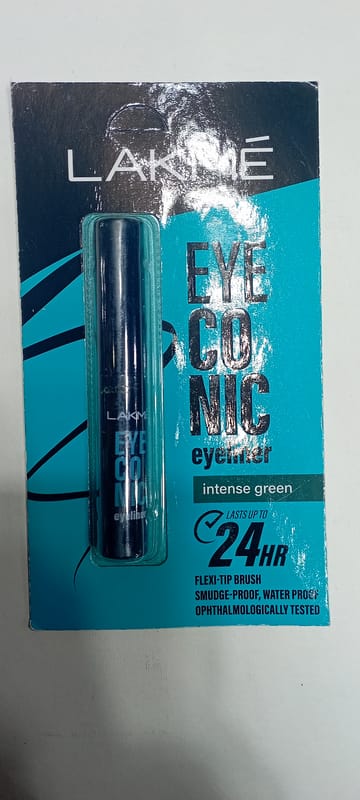 LAKMÉ
EYE
CO
NIC
eyeliner
intense green
LASTS UP TO
24HR
FLEXI-TIP BRUSH
SMUDGE-PROOF, WATER PROOF
OPHTHALMOLOGICALLY TESTED
LAKMÉ
EYE
CO
NIC
eyeliner